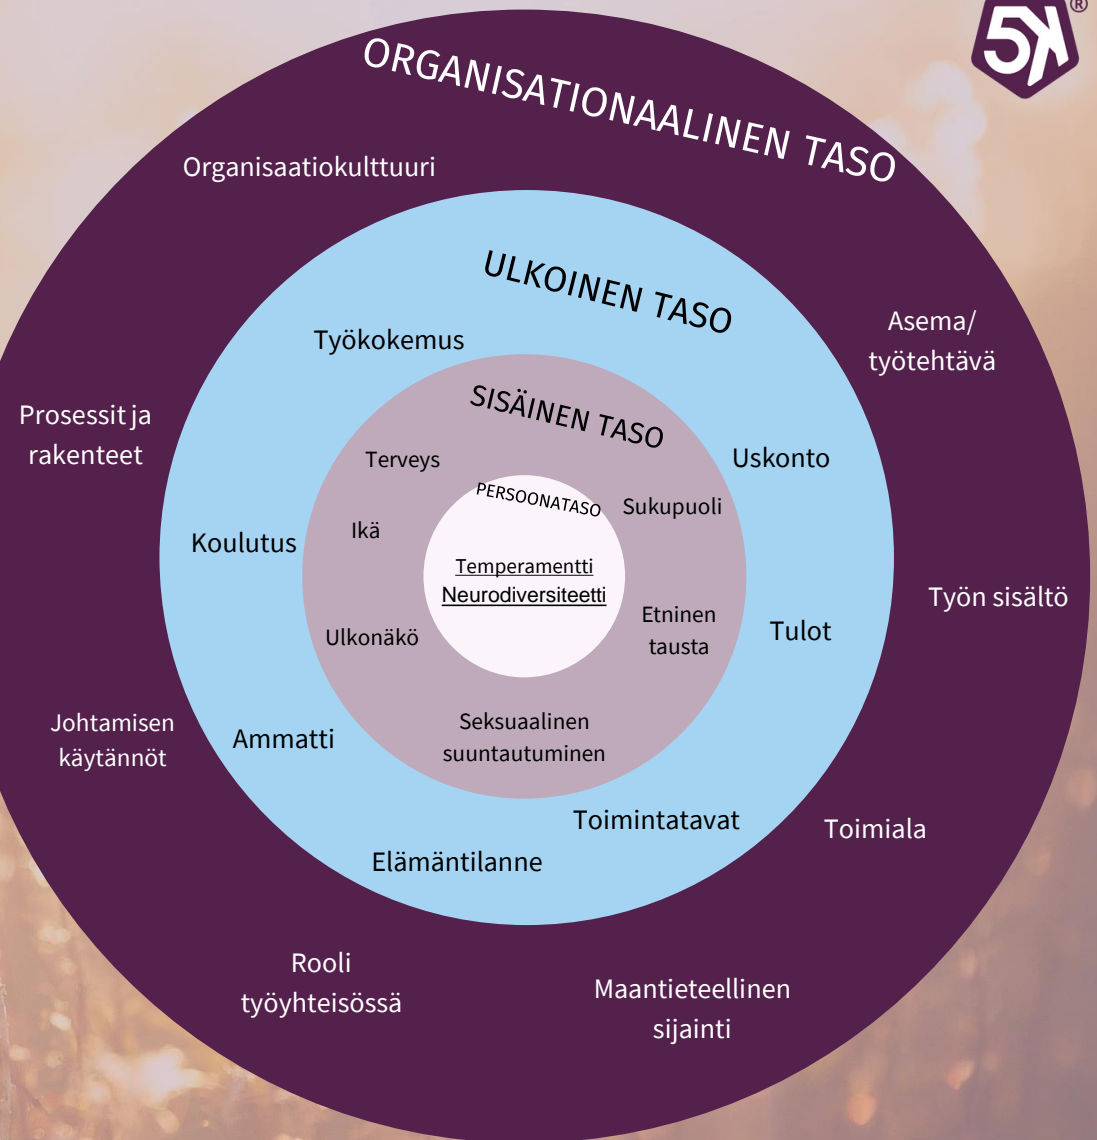 5K®
ORGANISATIONAALINEN TASO
Organisaatiokulttuuri
ULKOINEN TASO
Asema/
työtehtävä
Työkokemus
SISÄINEN TASO
Prosessit ja
rakenteet
Terveys
Uskonto
PERSOONATASO
Sukupuoli
Ikä
Koulutus
Temperamentti
Neurodiversiteetti
Työn sisältö
Etninen
tausta
Ulkonäkö
Tulot
Johtamisen
käytännöt
Seksuaalinen
suuntautuminen
Ammatti
Toimintatavat
Toimiala
Elämäntilanne
Rooli
työyhteisössä
Maantieteellinen
sijainti